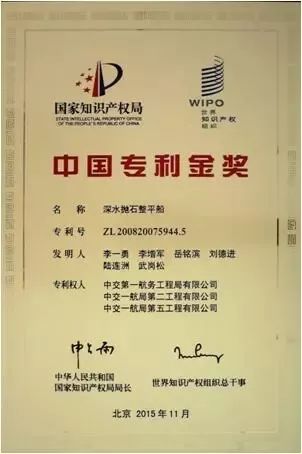 国家知识产权局
STATE INTELLECTUAL PROPERTY OFFICE
OF THE PEOPLE'S REPUBLIC OF CHINA
WIPO
世界
知识产权
组织
中国专利金奖
名称 深水抛石整平船
专利号 ZL200820075944.5
发明人 李一勇 李增军 岳铭滨 刘德进
陆连洲 武岗松
专利权人 中交第一航务工程局有限公司
中交一航局第二工程有限公司
中交一航局第五工程有限公司
中华人民共和国
国家知识产权局局长
世界知识产权组织总干事
北京 2015年11月